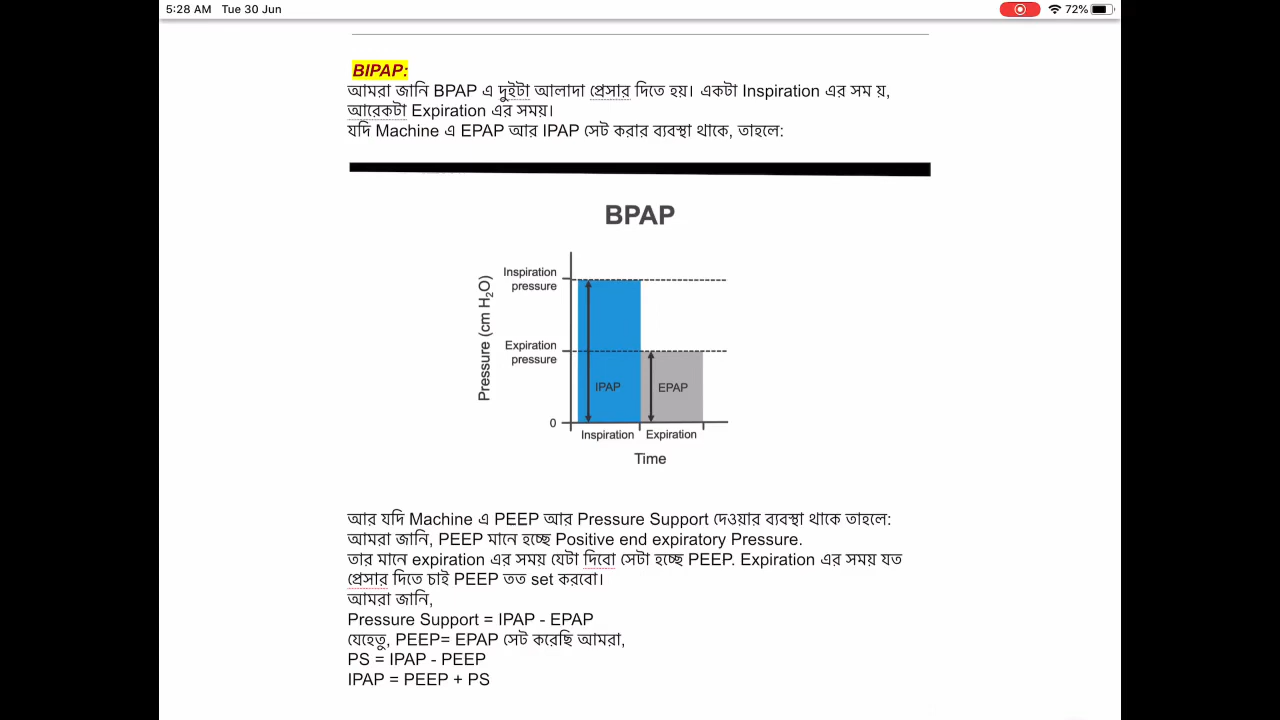 5:28 AM Tue 30 Jun 72%
BIPAP:
আমরা জানি BPAP এ দুইটা আলাদা প্রেসার দিতে হয়। একটা Inspiration এর সম য়,
আরেকটা Expiration এর সময়।
যদি Machine এ EPAP আর IPAP সেট করার ব্যবস্থা থাকে, তাহলে:
BPAP
Pressure (cm H₂O)
Inspiration
pressure
Expiration
pressure
IPAP EPAP
0
Inspiration Expiration
Time
আর যদি Machine এ PEEP আর Pressure Support দেওয়ার ব্যবস্থা থাকে তাহলে:
আমরা জানি, PEEP মানে হচ্ছে Positive end expiratory Pressure.
তার মানে expiration এর সময় যেটা দিবো সেটা হচ্ছে PEEP. Expiration এর সময় যত
প্রেসার দিতে চাই PEEP তত set করবো।
আমরা জানি,
Pressure Support = IPAP - EPAP
যেহেতু, PEEP= EPAP সেট করেছি আমরা,
PS = IPAP - PEEP
IPAP = PEEP + PS